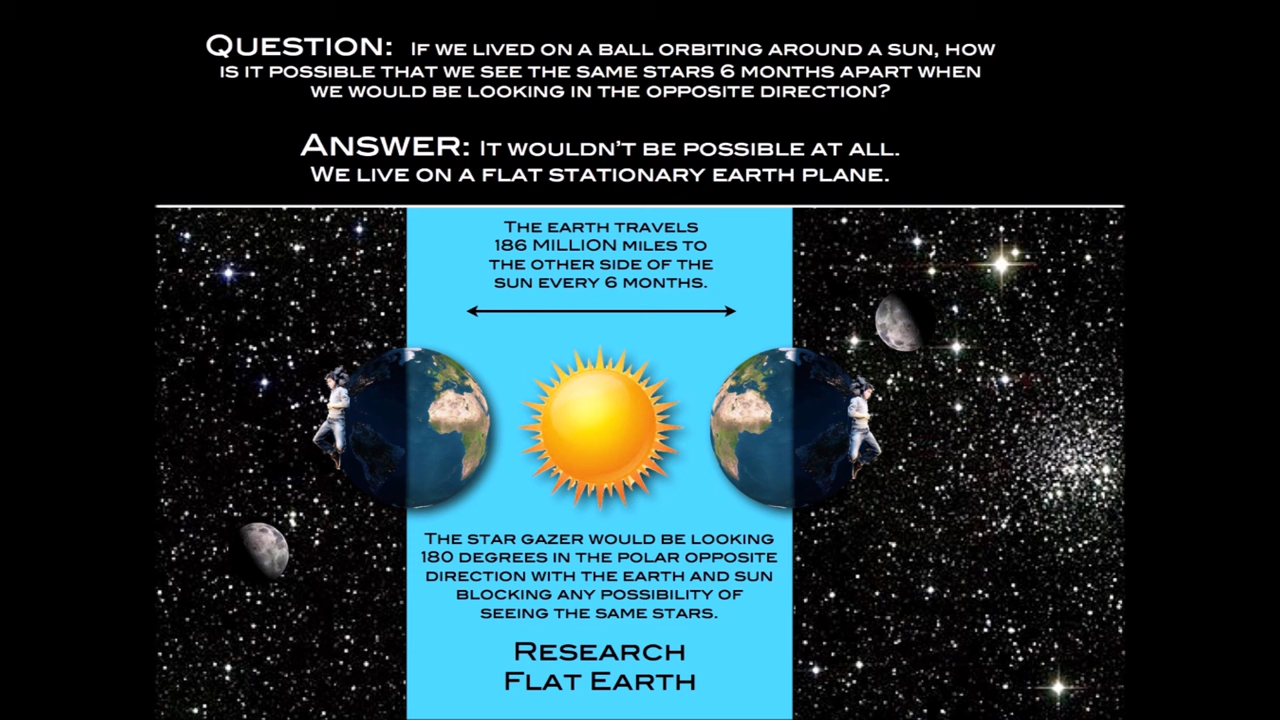 QUESTION: IF WE LIVED ON A BALL ORBITING AROUND A SUN, HOW
IS IT POSSIBLE THAT WE SEE THE SAME STARS 6 MONTHS APART WHEN
WE WOULD BE LOOKING IN THE OPPOSITE DIRECTION?
ANSWER: IT WOULDN'T BE POSSIBLE AT ALL.
WE LIVE ON A FLAT STATIONARY EARTH PLANE.
THE EARTH TRAVELS
186 MILLION MILES TO
THE OTHER SIDE OF THE
SUN EVERY 6 MONTHS.
THE STAR GAZER WOULD BE LOOKING
180 DEGREES IN THE POLAR OPPOSITE
DIRECTION WITH THE EARTH AND SUN
BLOCKING ANY POSSIBILITY OF
SEEING THE SAME STARS.
RESEARCH
FLAT EARTH